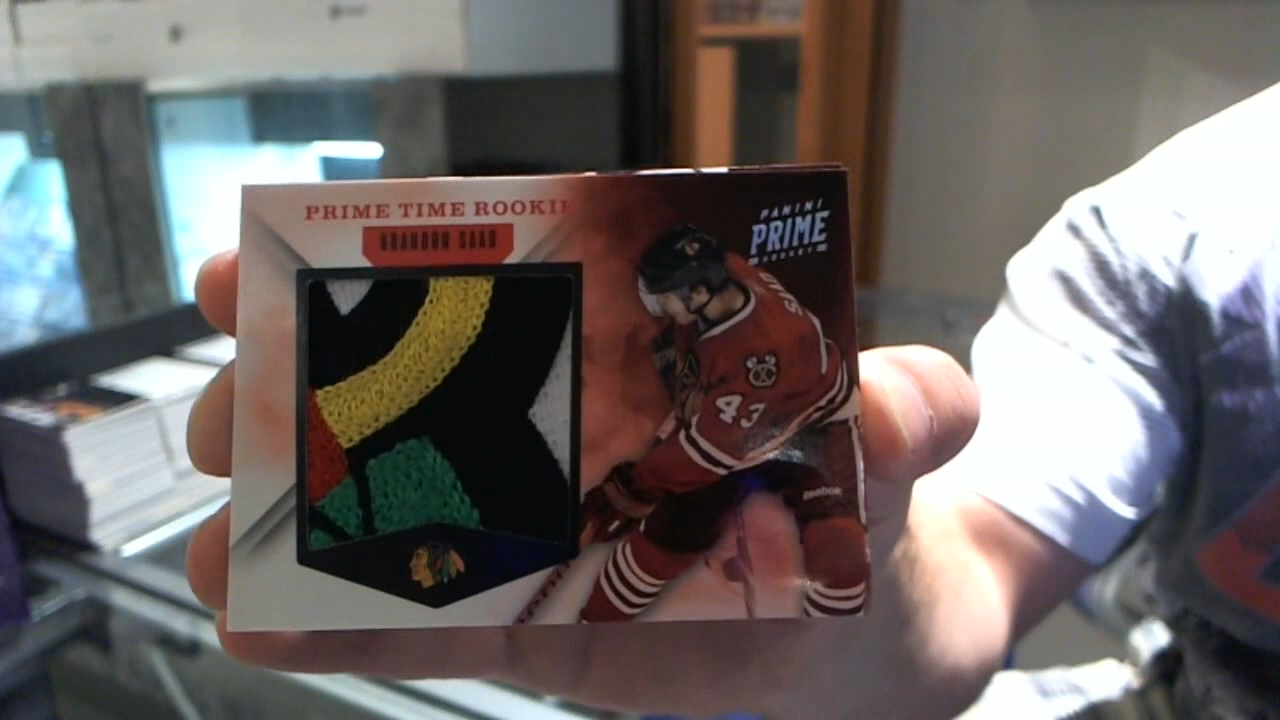 PRIME TIME ROOKIE
BRANDON SAAD
PANINI
PRIME
HOCKEY
SAAD
43
Reebok